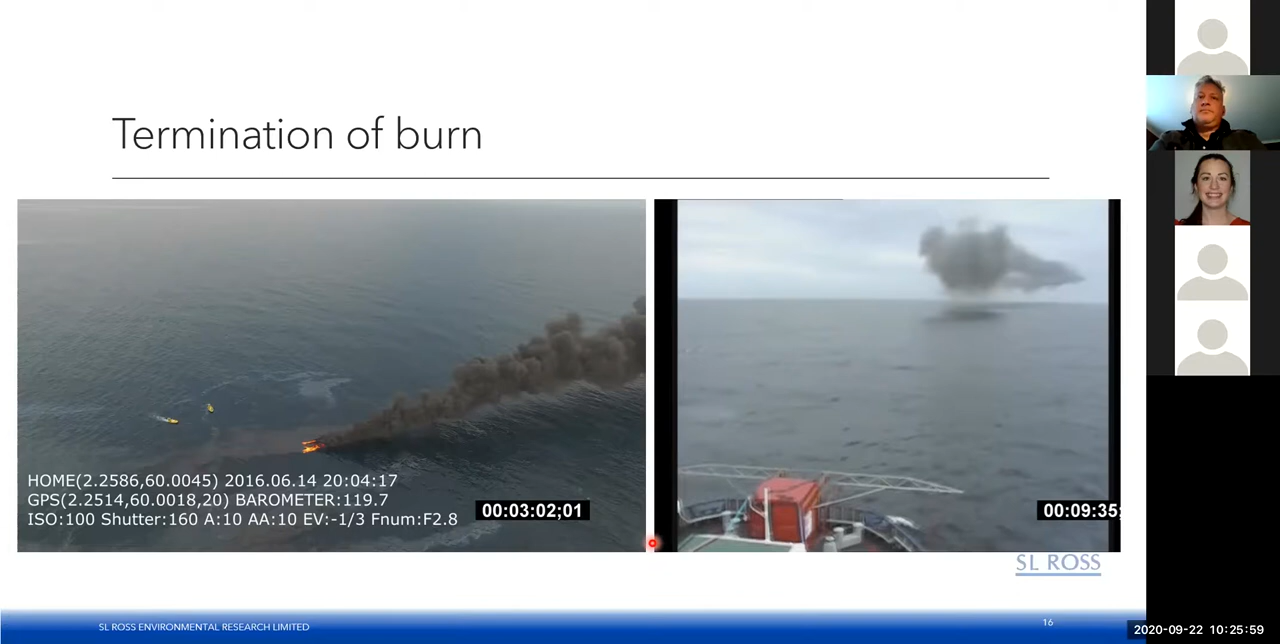 Termination of burn
HOME(2.2586,60.0045) 2016.06.14 20:04:17
GPS(2.2514,60.0018,20) BAROMETER:119.7
ISO:100 Shutter:160 A:10 AA:10 EV:-1/3 Fnum:F2.8
00:03:02;01
00:09:35;
SL ROSS
SL ROSS ENVIRONMENTAL RESEARCH LIMITED
16
2020-09-22 10:25:59